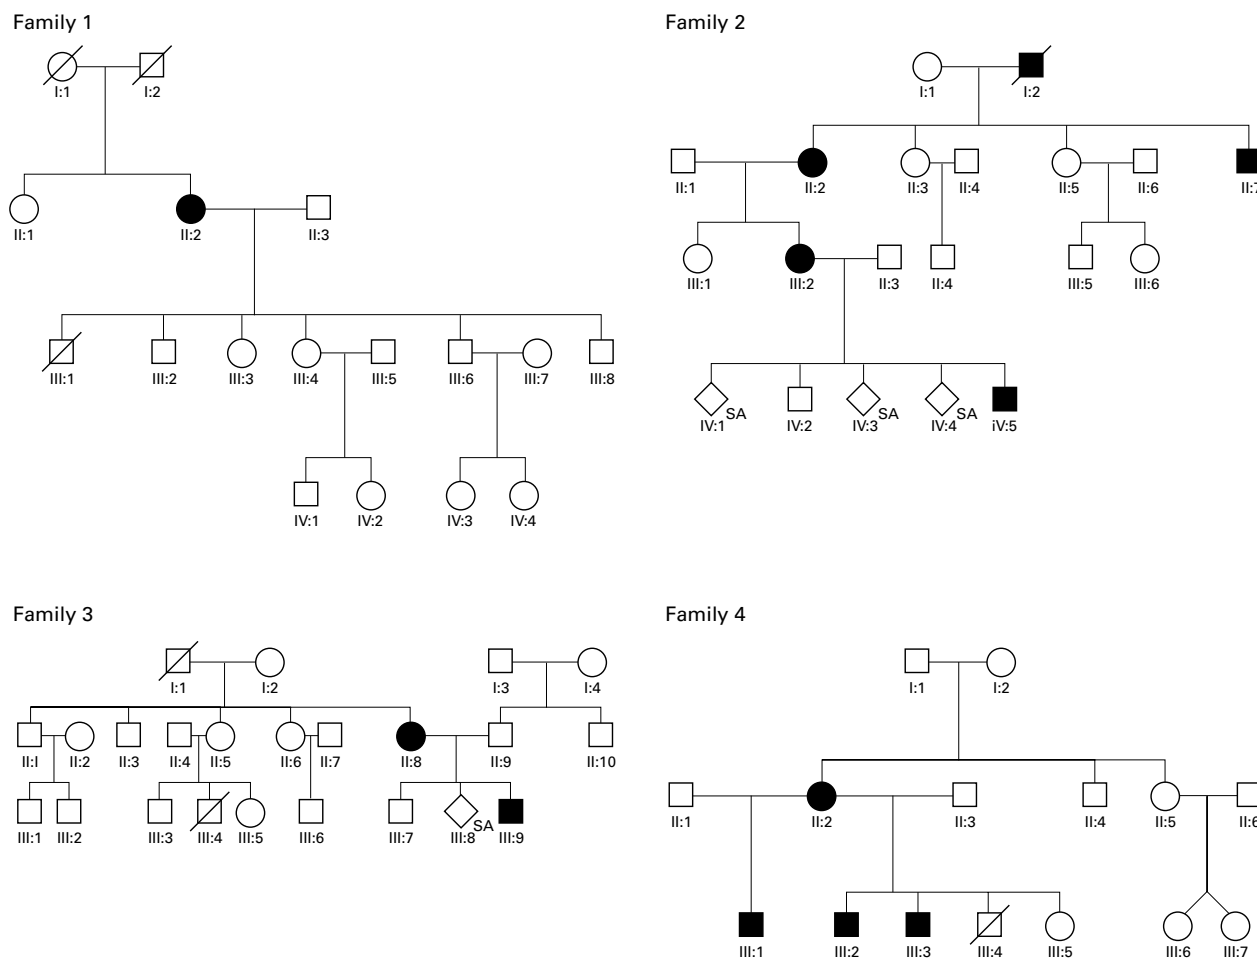 Family 1
I:1 I:2
II:1 II:2 II:3
III:1 III:2 III:3 III:4 III:5 III:6 III:7 III:8
IV:1 IV:2 IV:3 IV:4
Family 2
I:1 I:2
II:1 II:2 II:3 II:4 II:5 II:6 II:7
III:1 III:2 II:3 II:4 III:5 III:6
SA SA SA
IV:1 IV:2 IV:3 IV:4 iV:5
Family 3
I:1 I:2 I:3 I:4
II:I II:2 II:3 II:4 II:5 II:6 II:7 II:8 II:9 II:10
SA
III:1 III:2 III:3 III:4 III:5 III:6 III:7 III:8 III:9
Family 4
I:1 I:2
II:1 II:2 II:3 II:4 II:5 II:6
III:1 III:2 III:3 III:4 III:5 III:6 III:7